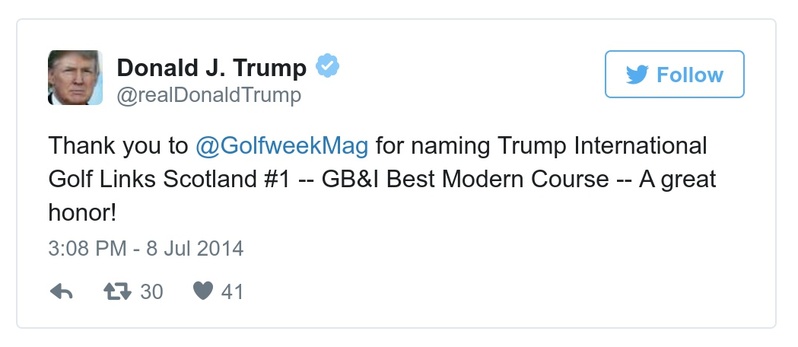 Donald J. Trump
@realDonaldTrump
Follow
Thank you to @GolfweekMag for naming Trump International
Golf Links Scotland #1 -- GB&I Best Modern Course -- A great
honor!
3:08 PM - 8 Jul 2014
30 41